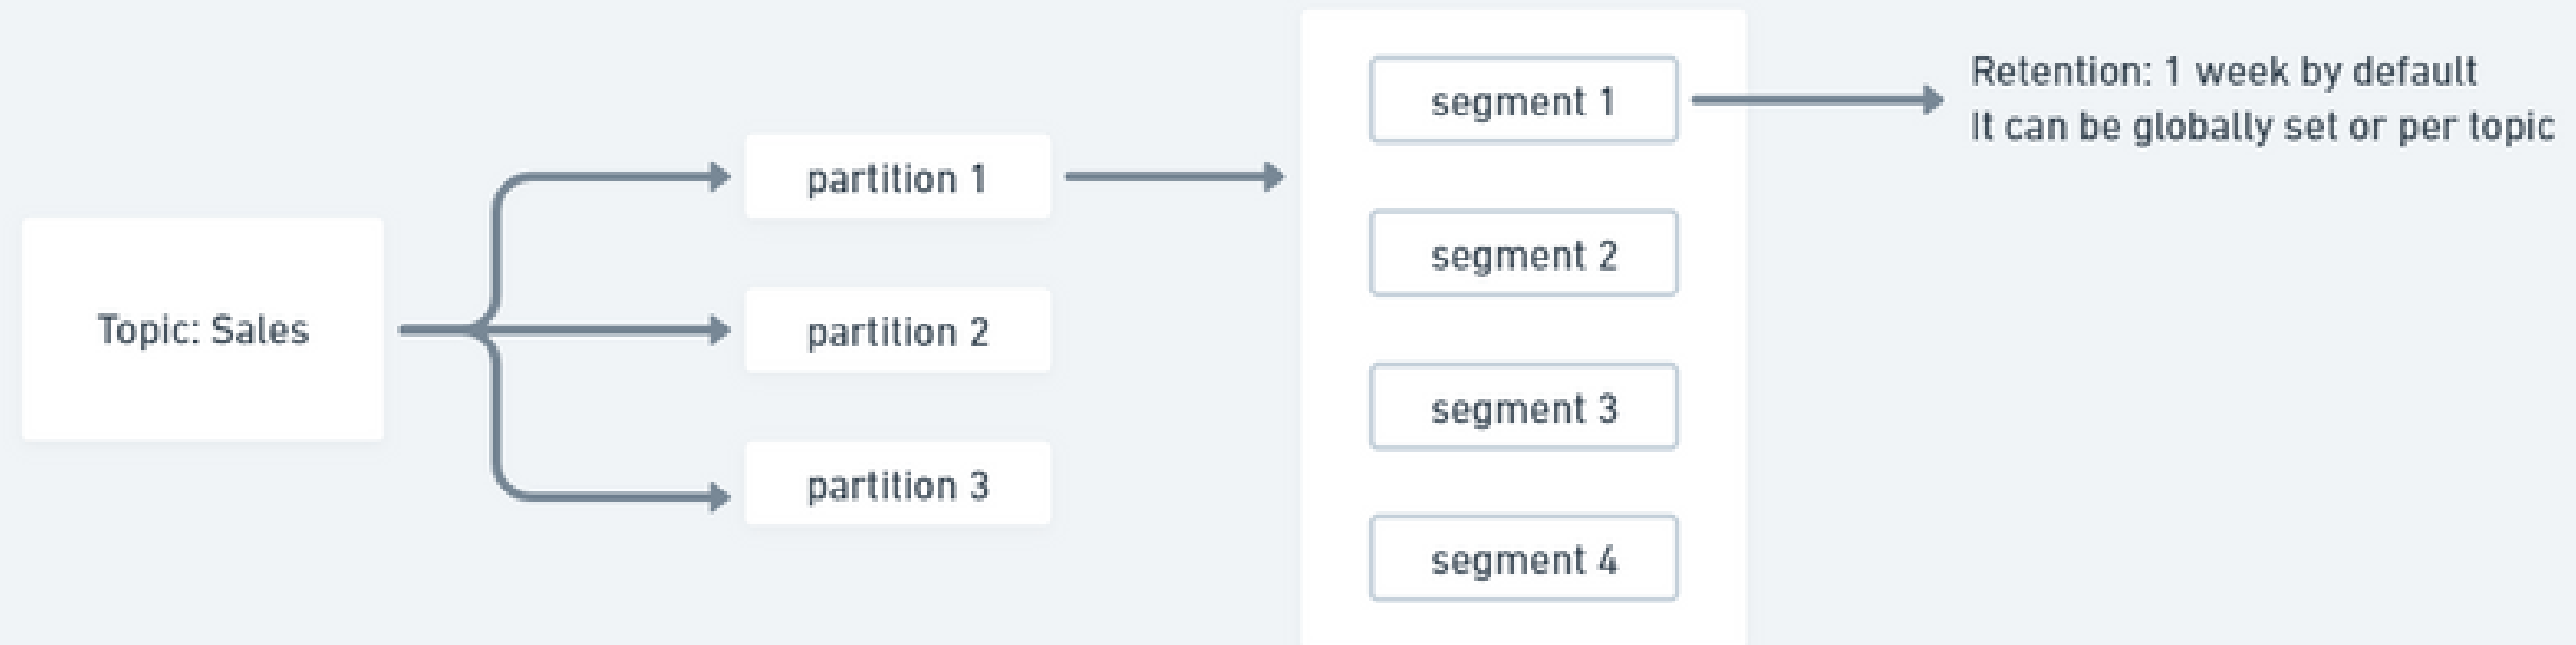 Topic: Sales
partition 1
partition 2
partition 3
segment 1
segment 2
segment 3
segment 4
Retention: 1 week by default
It can be globally set or per topic